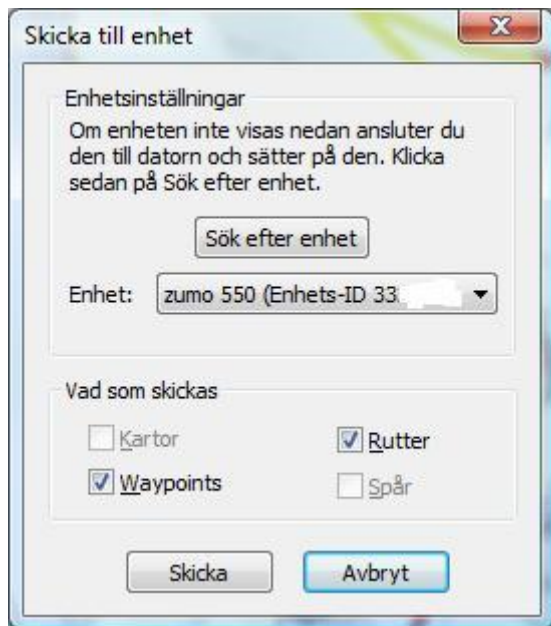 Skicka till enhet
Enhetsinställningar
Om enheten inte visas nedan ansluter du
den till datorn och sätter på den. Klicka
sedan på Sök efter enhet.
Sök efter enhet
Enhet: zumo 550 (Enhets-ID 33
Vad som skickas
Kartor Rutter
Waypoints Spår
Skicka Avbryt